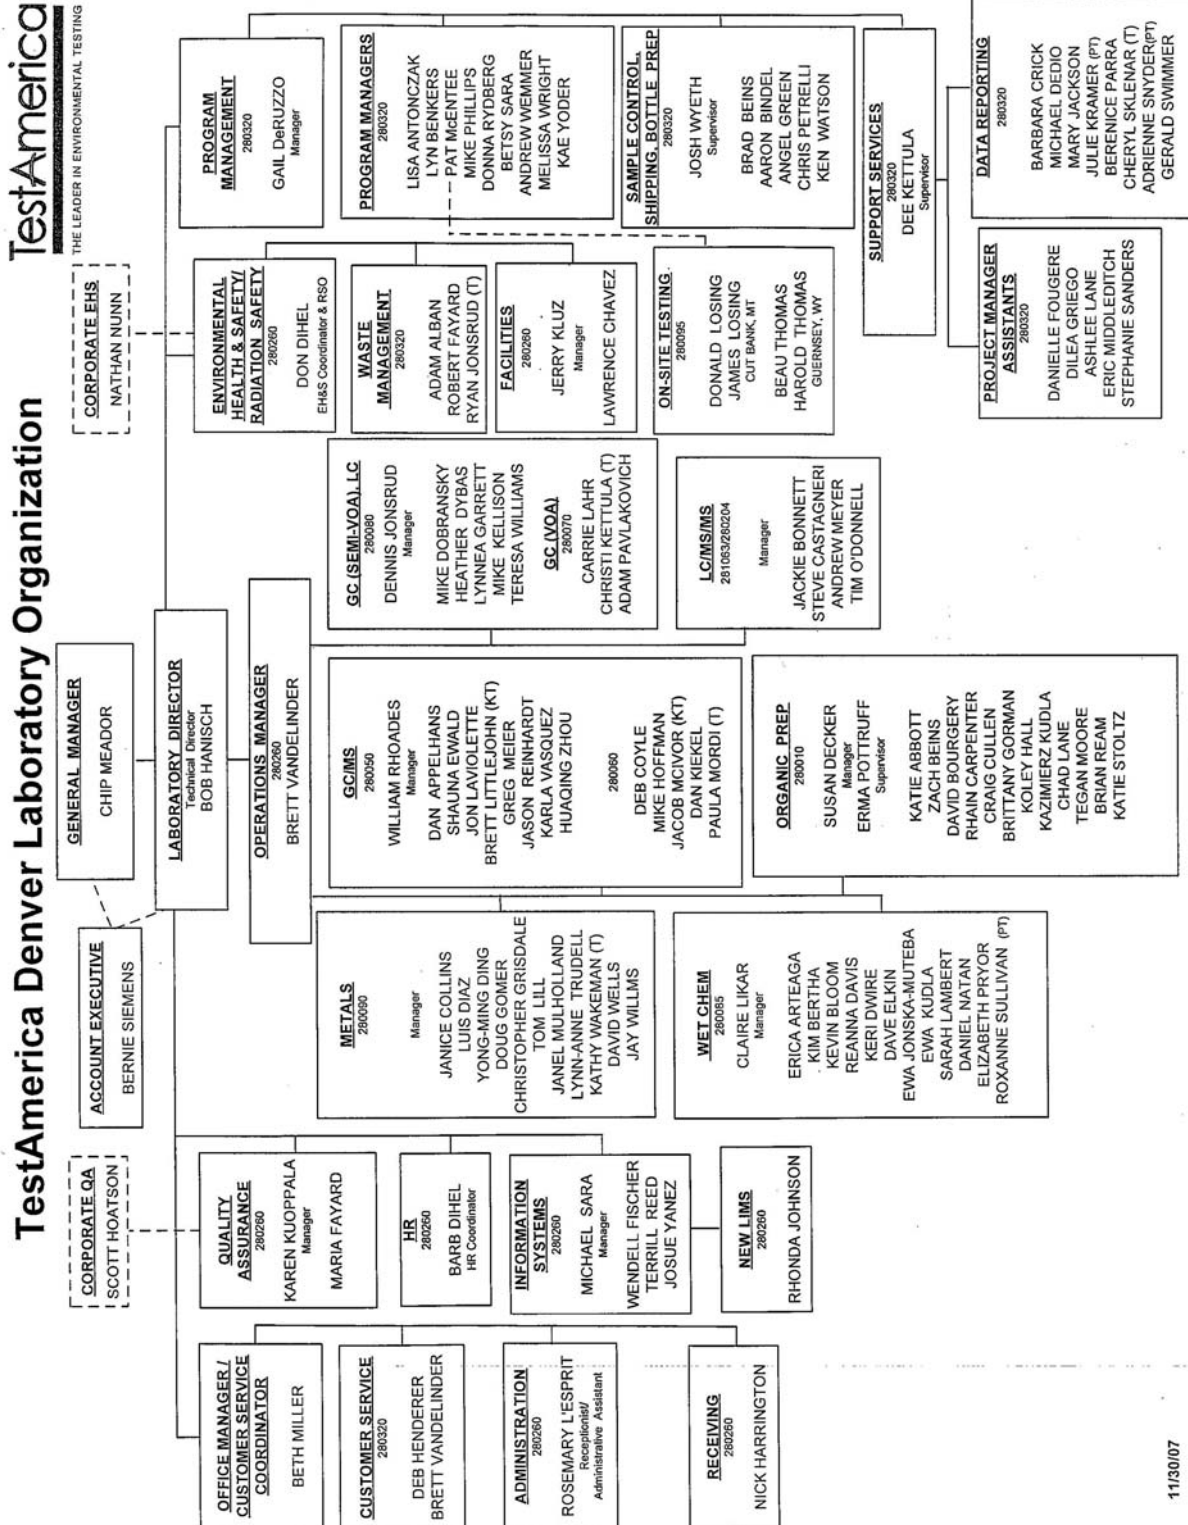 TestAmerica Denver Laboratory Organization
TestAmerica
THE LEADER IN ENVIRONMENTAL TESTING
GENERAL MANAGER
CHIP MEADOR
ACCOUNT EXECUTIVE
BERNIE SIEMENS
CORPORATE QA
SCOTT HOATSON
CORPORATE EHS
NATHAN NUNN
LABORATORY DIRECTOR
Technical Director
BOB HANISCH
OPERATIONS MANAGER
280260
BRETT VANDELINDER
OFFICE MANAGER/
CUSTOMER SERVICE
COORDINATOR
BETH MILLER
CUSTOMER SERVICE
280320
DEB HENDERER
BRETT VANDELINDER
ADMINISTRATION
280260
ROSEMARY L'ESPRIT
Receptionist/
Administrative Assistant
RECEIVING
280260
NICK HARRINGTON
QUALITY
ASSURANCE
280260
KAREN KUOPPALA
Manager
MARIA FAYARD
HR
280260
BARB DIHEL
HR Coordinator
INFORMATION
SYSTEMS
280260
MICHAEL SARA
Manager
WENDELL FISCHER
TERRILL REED
JOSUE YANEZ
NEW LIMS
280260
RHONDA JOHNSON
METALS
280090
Manager
JANICE COLLINS
LUIS DIAZ
YONG-MING DING
DOUG GOMER
CHRISTOPHER GRISDALE
TOM LILL
JANEL MULHOLLAND
LYNN-ANNE TRUDELL
KATHY WAKEMAN (T)
DAVID WELLS
JAY WILLMS
WET CHEM
280085
CLAIRE LIKAR
Manager
ERICA ARTEAGA
KIM BERTHA
KEVIN BLOOM
REANNA DAVIS
KERI DWIRE
DAVE ELKIN
EWA JONSKA-MUTEBA
EWA KUDLA
SARAH LAMBERT
DANIEL NATAN
ELIZABETH PRYOR
ROXANNE SULLIVAN (PT)
GC/MS
280050
WILLIAM RHOADES
Manager
DAN APPELHANS
SHAUNA EWALD
JON LAVIOLETTE
BRETT LITTLEJOHN (KT)
GREG MEIER
JASON REINHARDT
KARLA VASQUEZ
HUAQING ZHOU
280060
DEB COYLE
MIKE HOFFMAN
JACOB MCIVOR (KT)
DAN KIEKEL
PAULA MORDI (T)
ORGANIC PREP
280010
SUSAN DECKER
Manager
ERMA POTTRUFF
Supervisor
KATIE ABBOTT
ZACH BEINS
DAVID BOURGERY
RHAIN CARPENTER
CRAIG CULLEN
BRITTANY GORMAN
KOLEY HALL
KAZIMIERZ KUDLA
CHAD LANE
TEGAN MOORE
BRIAN REAM
KATIE STOLTZ
GC (SEMI-VOA), LC
280080
DENNIS JONSRUD
Manager
MIKE DOBRANSKY
HEATHER DYBAS
LYNNEA GARRETT
MIKE KELLISON
TERESA WILLIAMS
GC (VOA)
280070
CARRIE LAHR
CHRISTI KETTULA (T)
ADAM PAVLAKOVICH
LC/MS/MS
281063/280204
Manager
JACKIE BONNETT
STEVE CASTAGNERI
ANDREW MEYER
TIM O'DONNELL
ENVIRONMENTAL
HEALTH & SAFETY/
RADIATION SAFETY
280260
DON DIHEL
EH&S Coordinator & RSO
WASTE
MANAGEMENT
280320
ADAM ALBAN
ROBERT FAYARD
RYAN JONSRUD (T)
FACILITIES
280260
JERRY KLUZ
Manager
LAWRENCE CHAVEZ
ON-SITE TESTING
280095
DONALD LOSING
JAMES LOSING
CUT BANK, MT
BEAU THOMAS
HAROLD THOMAS
GUERNSEY, WY
PROGRAM
MANAGEMENT
280320
GAIL DeRUZZO
Manager
PROGRAM MANAGERS
280320
LISA ANTONCZAK
LYN BENKERS
PAT McENTEE
MIKE PHILLIPS
DONNA RYDBERG
BETSY SARA
ANDREW WEMMER
MELISSA WRIGHT
KAE YODER
SAMPLE CONTROL,
SHIPPING, BOTTLE PREP
280320
JOSH WYETH
Supervisor
BRAD BEINS
AARON BINDEL
ANGEL GREEN
CHRIS PETRELLI
KEN WATSON
SUPPORT SERVICES
280320
DEE KETTULA
Supervisor
PROJECT MANAGER
ASSISTANTS
280320
DANIELLE FOUGERE
DILEA GRIEGO
ASHLEE LANE
ERIC MIDDLEDITCH
STEPHANIE SANDERS
DATA REPORTING
280320
BARBARA CRICK
MICHAEL DEDIO
MARY JACKSON
JULIE KRAMER (PT)
BERENICE PARRA
CHERYL SKLENAR (T)
ADRIENNE SNYDER(PT)
GERALD SWIMMER
11/30/07